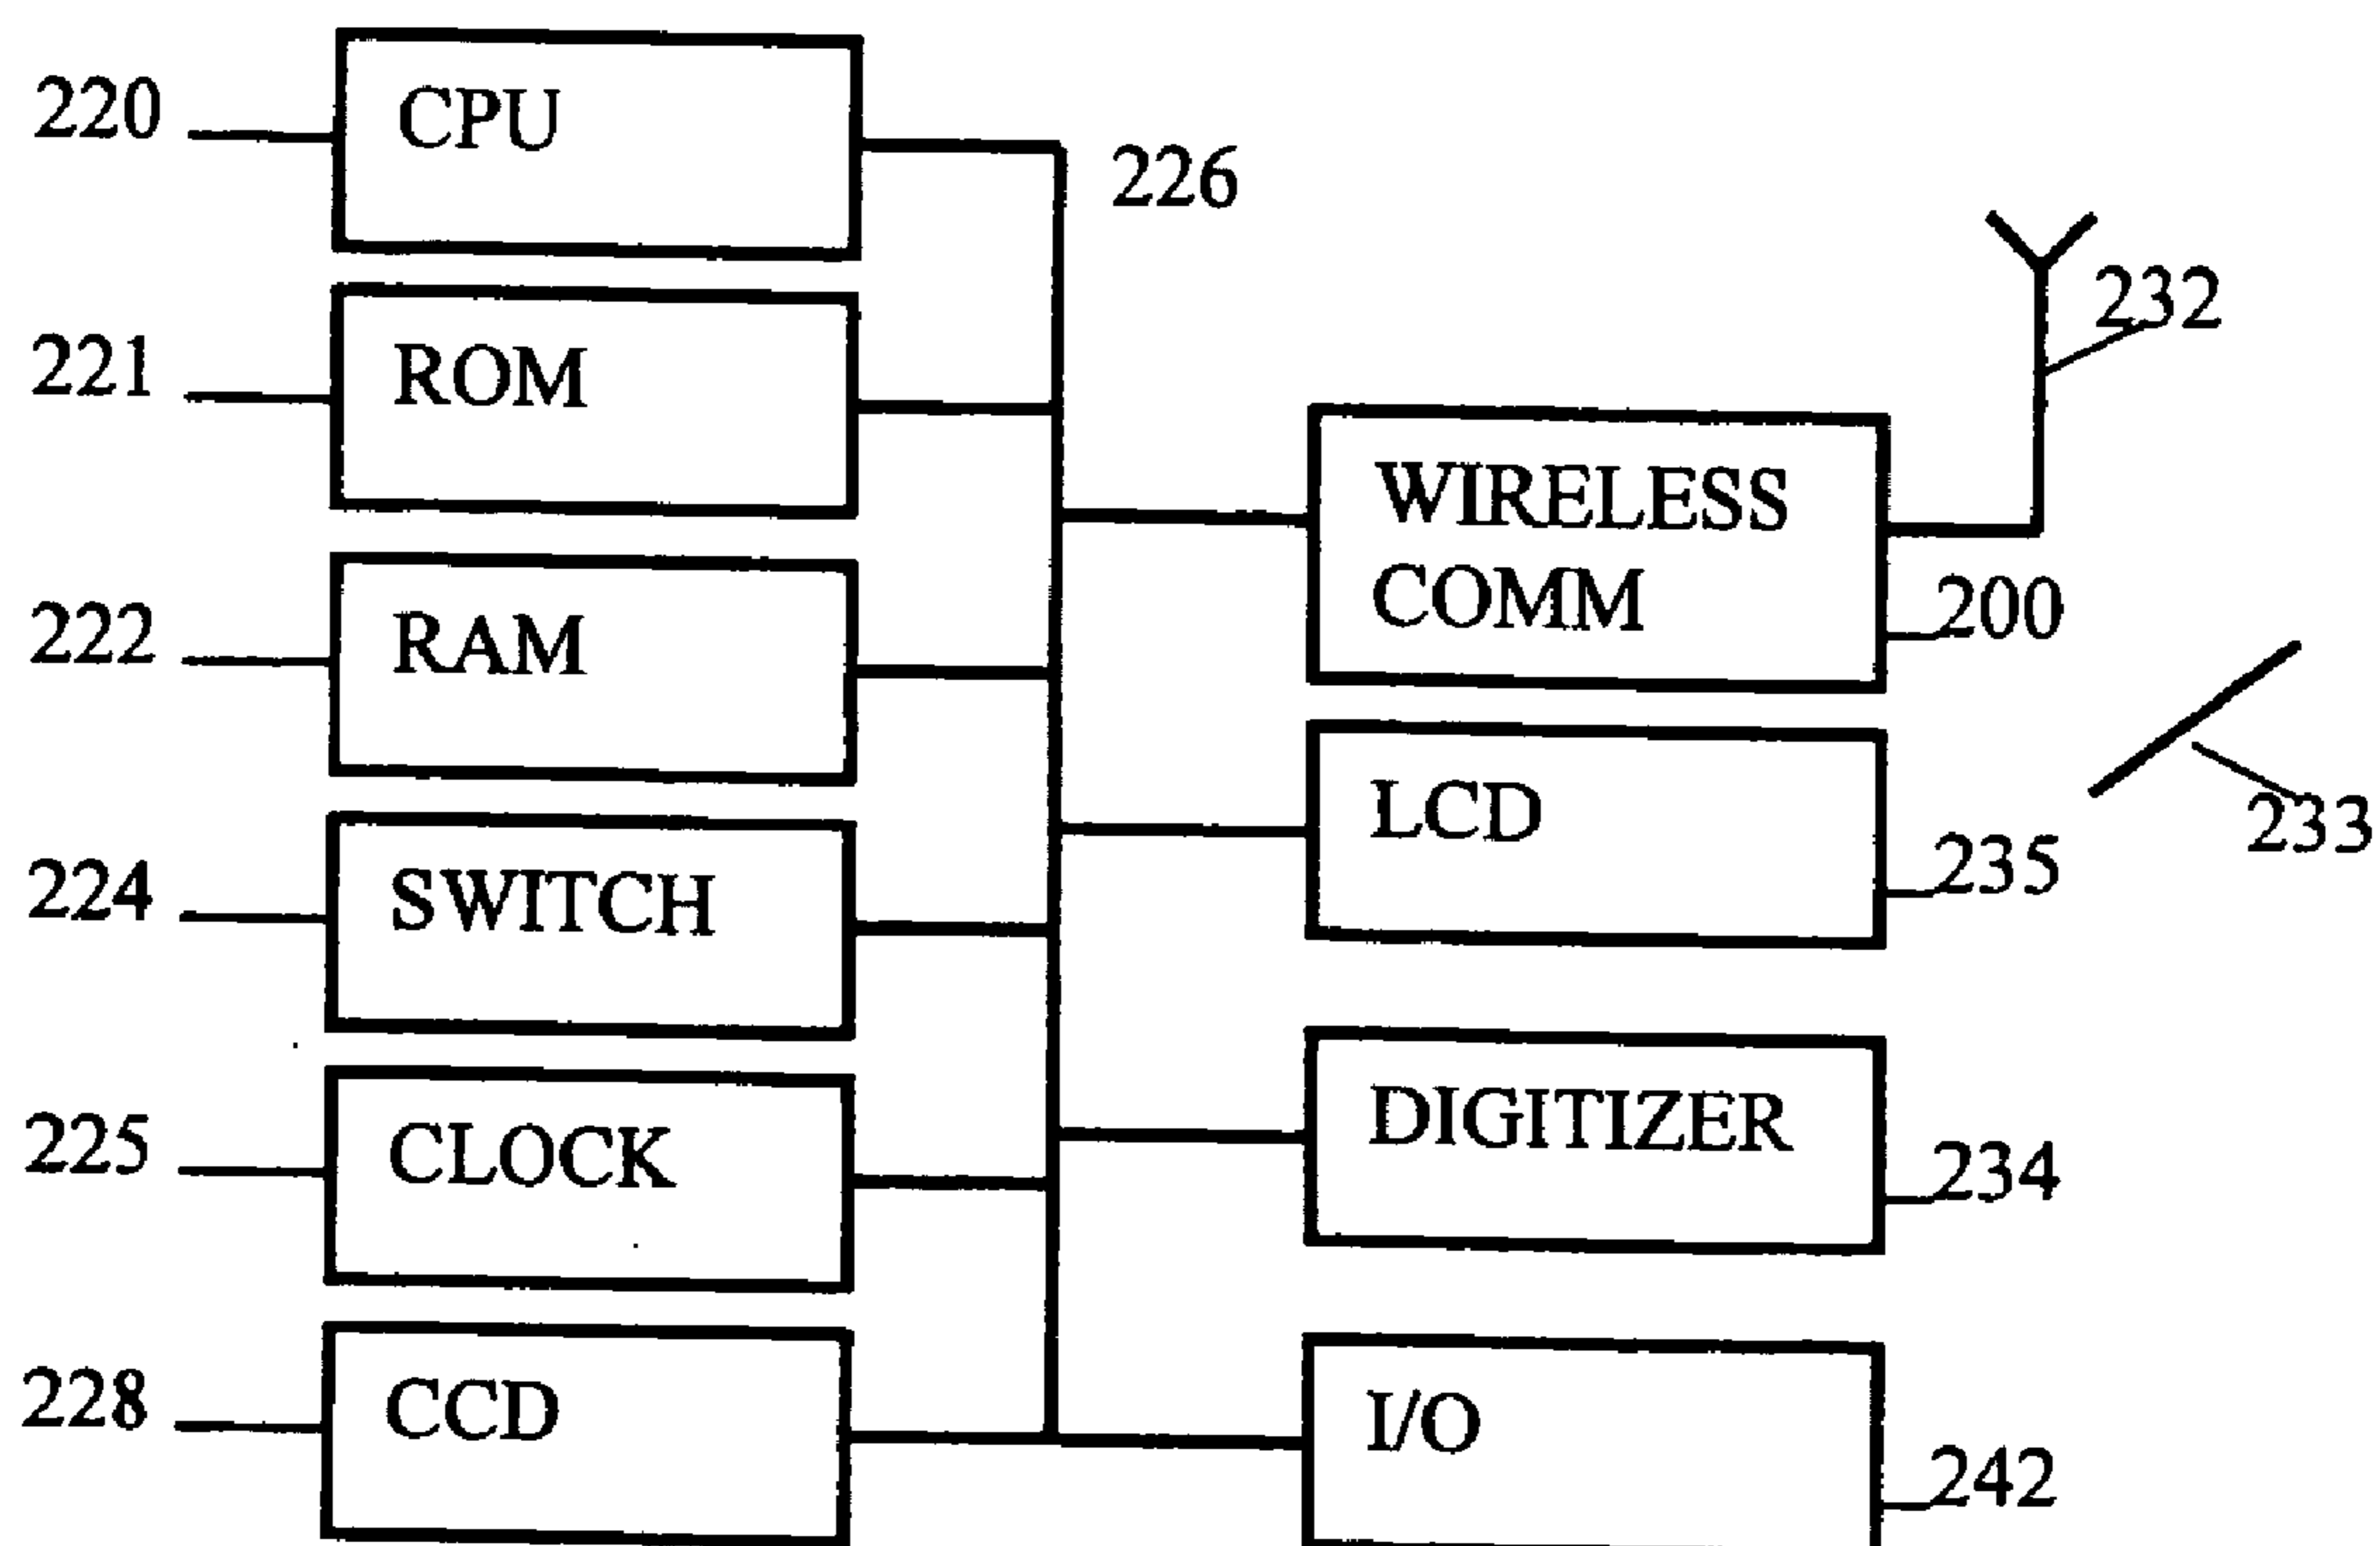 220
CPU
226
221
ROM
232
WIRELESS
COMM
200
222
RAM
LCD
235
233
224
SWITCH
DIGITIZER
234
225
CLOCK
228
CCD
I/O
242